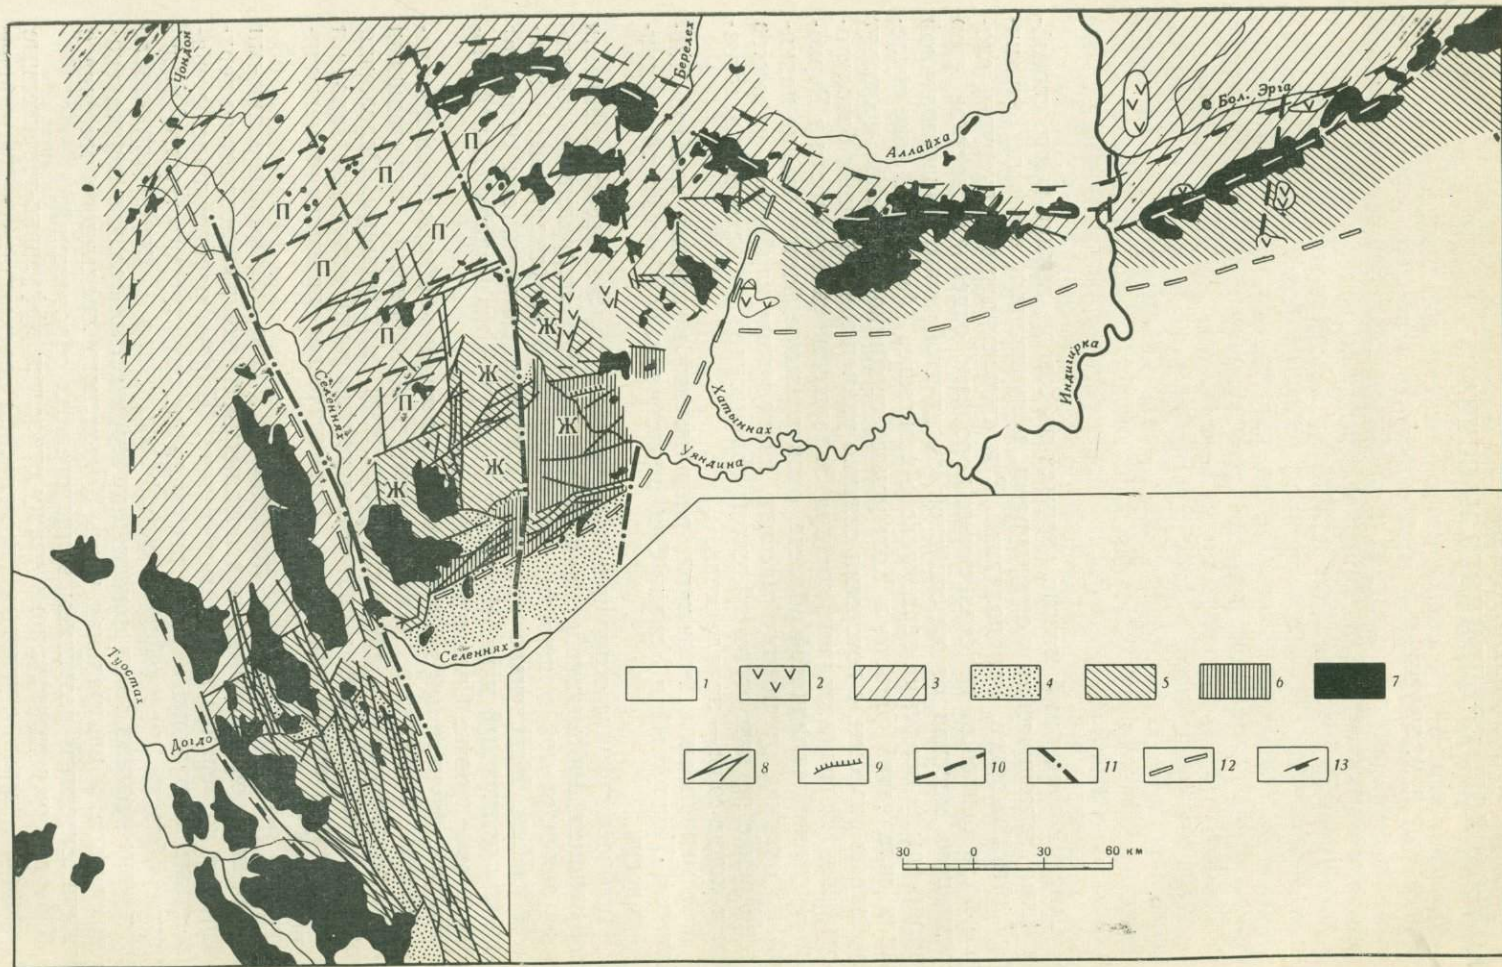 Чондон
Берелех
Бол. Эрга
Аллайха
П
П
П
П
П
П
П
Ж
Ж
Ж
Ж
Ж
Селеннях
Индигирка
Хатыннах
Уяндина
Селеннях
Туостах
Догдо
1 2 3 4 5 6 7
8 9 10 11 12 13
30 0 30 60 км